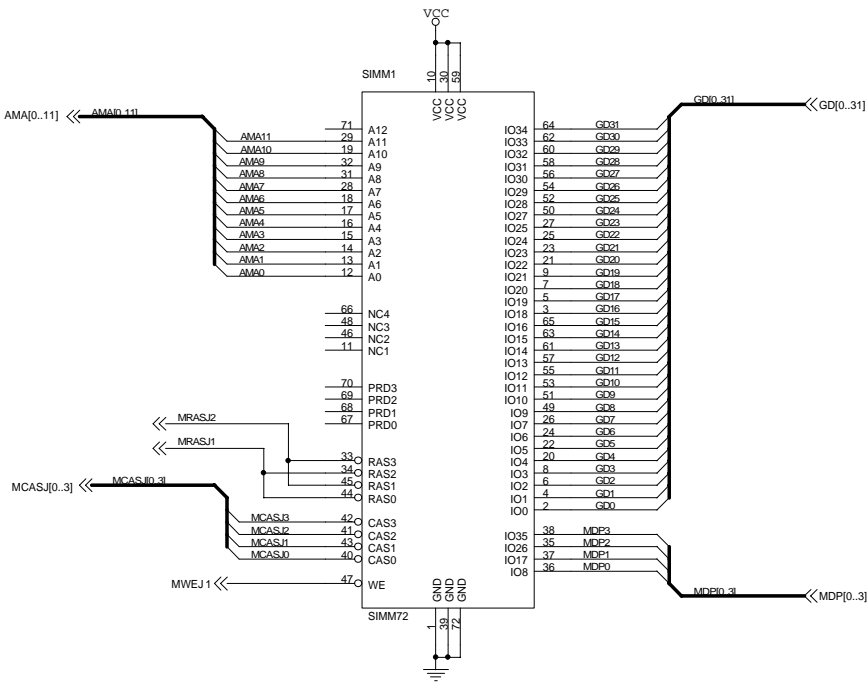 VCC
10 30 59
SIMM1
VCC VCC VCC
AMA[0..11] AMA[0..11]
71 A12
AMA11 29 A11
AMA10 19 A10
AMA9 32 A9
AMA8 31 A8
AMA7 28 A7
AMA6 18 A6
AMA5 17 A5
AMA4 16 A4
AMA3 15 A3
AMA2 14 A2
AMA1 13 A1
AMA0 12 A0
66 NC4
48 NC3
46 NC2
11 NC1
70 PRD3
69 PRD2
68 PRD1
67 PRD0
MRASJ2
MRASJ1
33 RAS3
34 RAS2
45 RAS1
44 RAS0
MCASJ[0..3] MCASJ[0..3]
MCASJ3 42 CAS3
MCASJ2 41 CAS2
MCASJ1 43 CAS1
MCASJ0 40 CAS0
MWEJ1 47 WE
GD[0..31] GD[0..31]
IO34 64 GD31
IO33 62 GD30
IO32 60 GD29
IO31 58 GD28
IO30 56 GD27
IO29 54 GD26
IO28 52 GD25
IO27 50 GD24
IO25 27 GD23
IO24 25 GD22
IO23 23 GD21
IO22 21 GD20
IO21 9 GD19
IO20 7 GD18
IO19 5 GD17
IO18 3 GD16
IO16 65 GD15
IO15 63 GD14
IO14 61 GD13
IO13 57 GD12
IO12 55 GD11
IO11 53 GD10
IO10 51 GD9
IO9 49 GD8
IO7 26 GD7
IO6 24 GD6
IO5 22 GD5
IO4 20 GD4
IO3 8 GD3
IO2 6 GD2
IO1 4 GD1
IO0 2 GD0
IO35 38 MDP3
IO26 35 MDP2
IO17 37 MDP1
IO8 36 MDP0
MDP[0..3] MDP[0..3]
GND GND GND
SIMM72
1 39 72